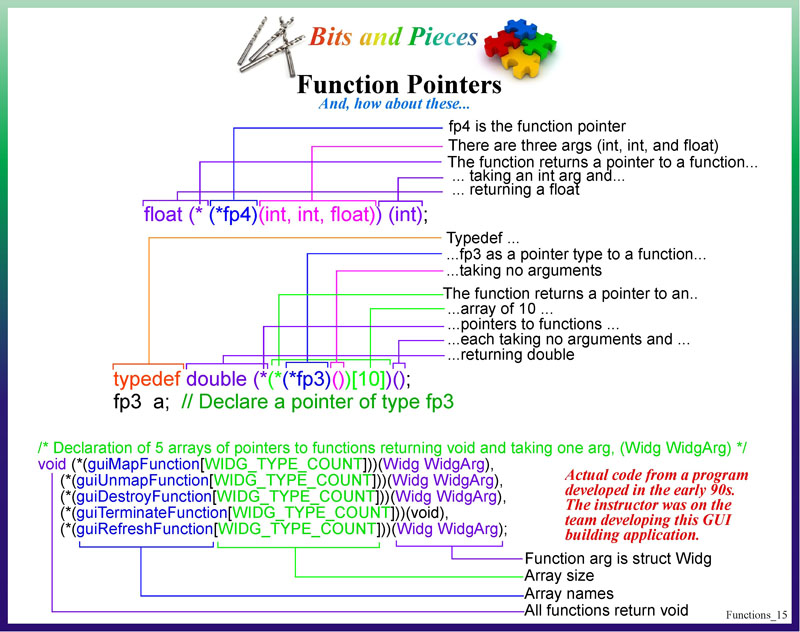 Bits and Pieces
Function Pointers
And, how about these...
fp4 is the function pointer
There are three args (int, int, and float)
The function returns a pointer to a function...
... taking an int arg and...
... returning a float
float (* (*fp4)(int, int, float)) (int);
Typedef ...
...fp3 as a pointer type to a function...
...taking no arguments
The function returns a pointer to an..
...array of 10 ...
...pointers to functions ...
...each taking no arguments and ...
...returning double
typedef double (*(*(*fp3)())[10])();
fp3 a; // Declare a pointer of type fp3
/* Declaration of 5 arrays of pointers to functions returning void and taking one arg, (Widg WidgArg) */
void (*(guiMapFunction[WIDG_TYPE_COUNT]))(Widg WidgArg),
(*(guiUnmapFunction[WIDG_TYPE_COUNT]))(Widg WidgArg),
(*(guiDestroyFunction[WIDG_TYPE_COUNT]))(Widg WidgArg),
(*(guiTerminateFunction[WIDG_TYPE_COUNT]))(void),
(*(guiRefreshFunction[WIDG_TYPE_COUNT]))(Widg WidgArg);
Actual code from a program
developed in the early 90s.
The instructor was on the
team developing this GUI
building application.
Function arg is struct Widg
Array size
Array names
All functions return void
Functions_15